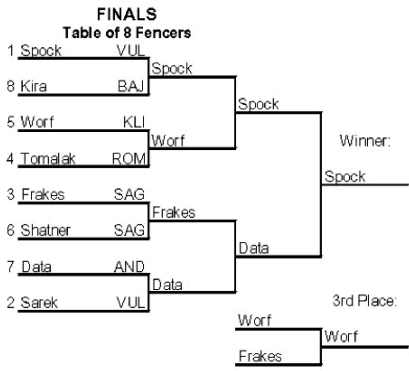 FINALS
Table of 8 Fencers
1 Spock VUL
Spock
8 Kira BAJ
Spock
5 Worf KLI
Worf
4 Tomalak ROM
Winner:
Spock
3 Frakes SAG
Frakes
6 Shatner SAG
Data
7 Data AND
Data
2 Sarek VUL
3rd Place:
Worf
Worf
Frakes